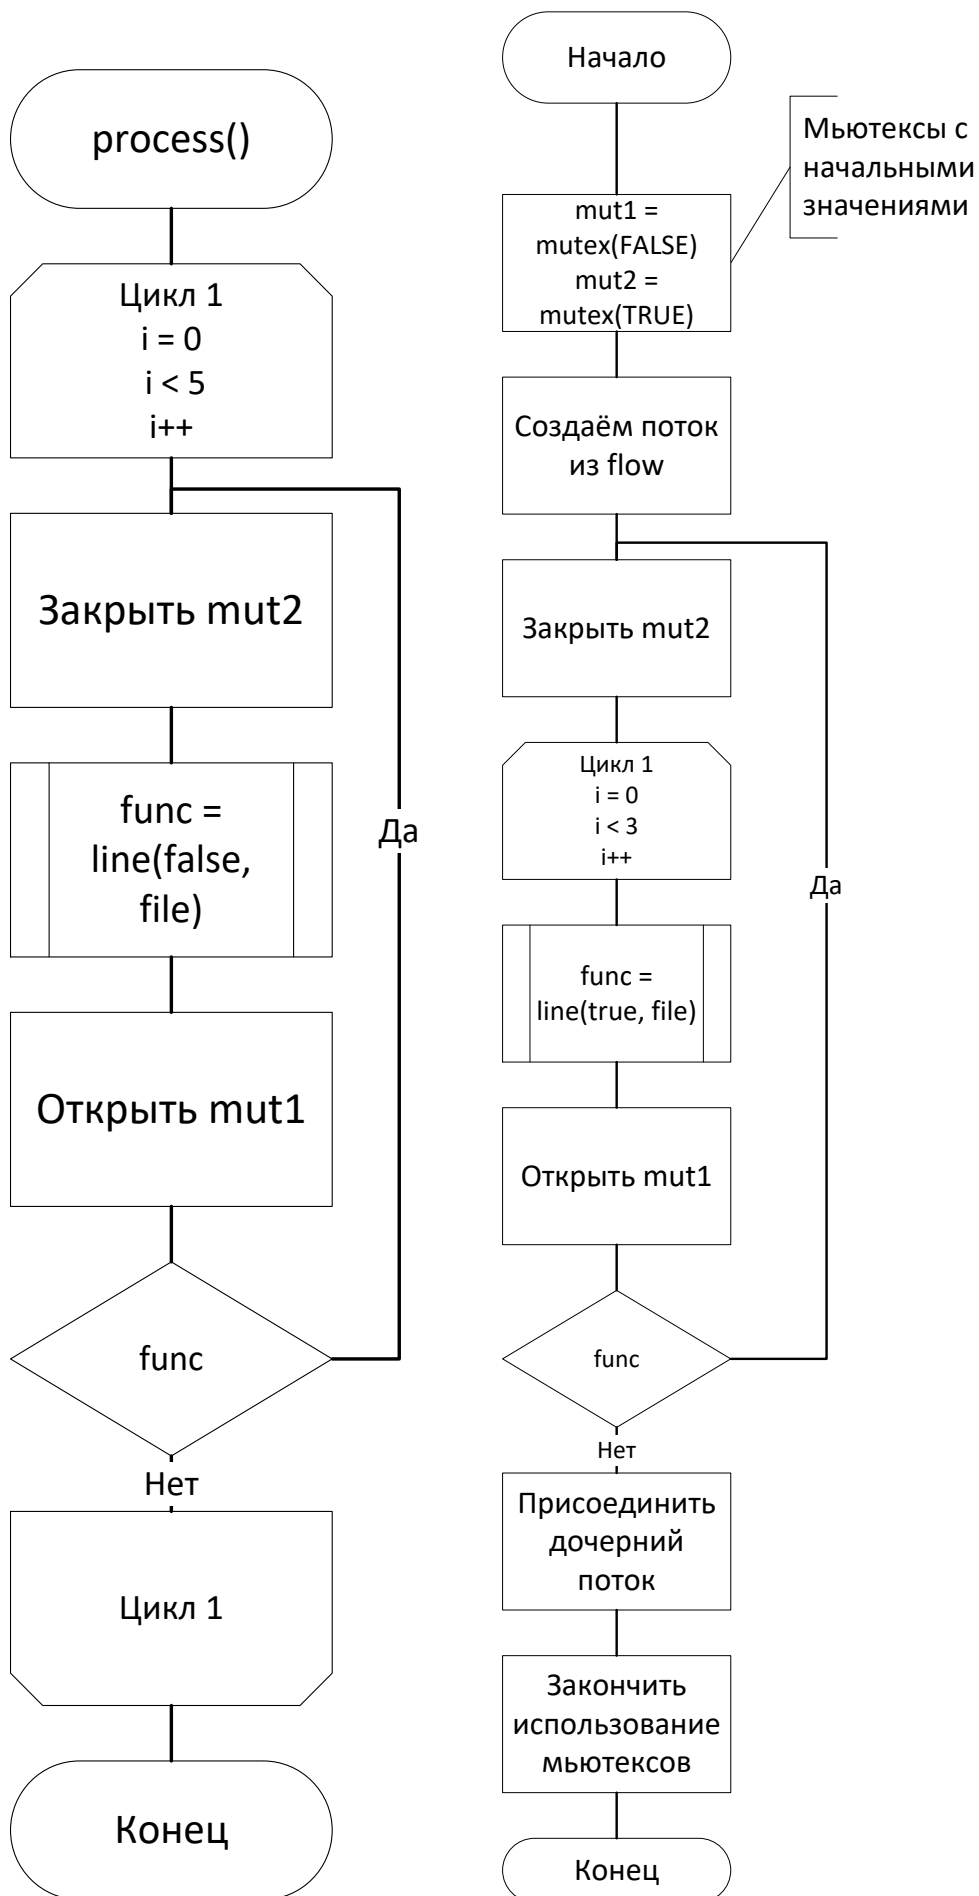 process()
Цикл 1
i = 0
i < 5
i++
Закрыть mut2
func =
line(false,
file)
Да
Открыть mut1
func
Нет
Цикл 1
Конец
Начало
Мьютексы с
начальными
значениями
mut1 =
mutex(FALSE)
mut2 =
mutex(TRUE)
Создаём поток
из flow
Закрыть mut2
Цикл 1
i = 0
i < 3
i++
Да
func =
line(true, file)
Открыть mut1
func
Нет
Присоединить
дочерний
поток
Закончить
использование
мьютексов
Конец